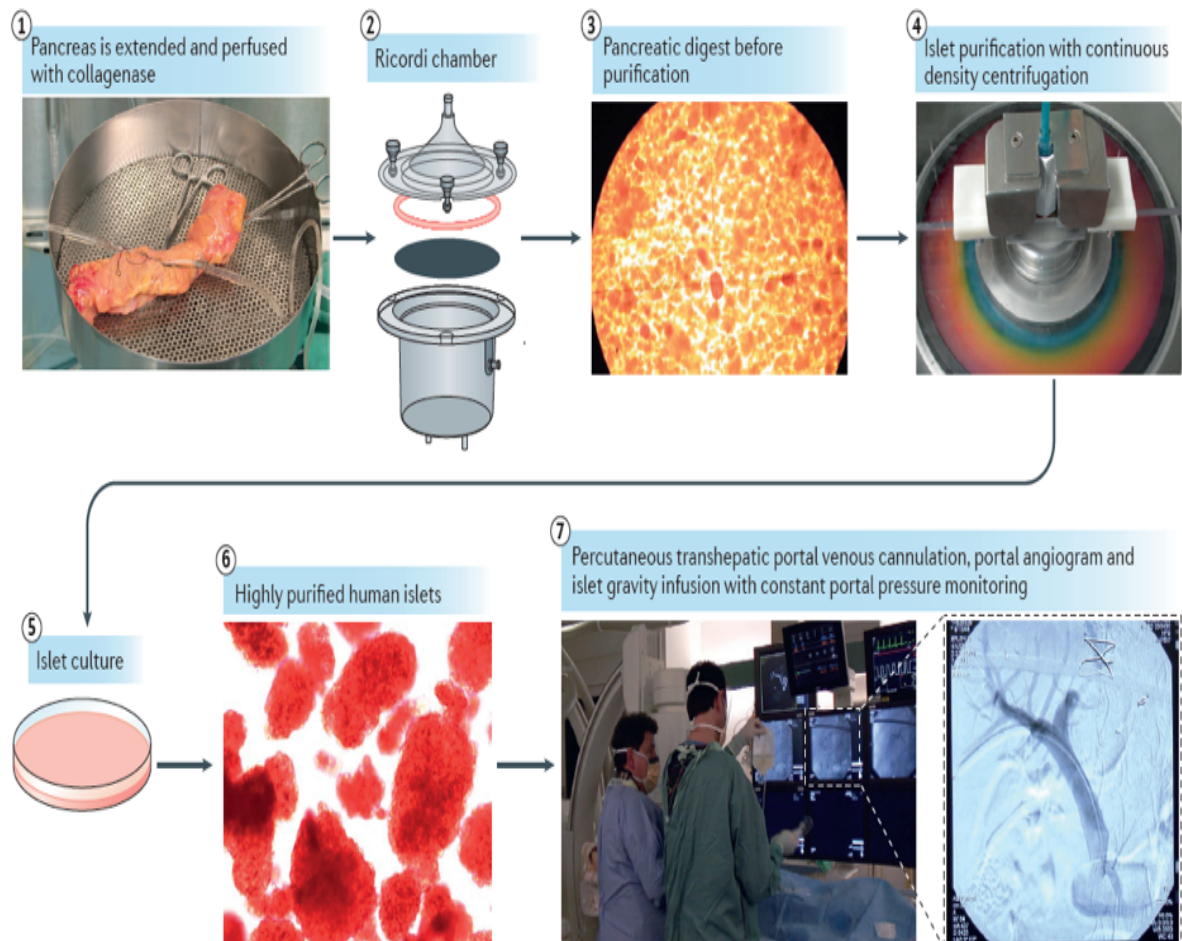 1
Pancreas is extended and perfused
with collagenase
2
Ricordi chamber
3
Pancreatic digest before
purification
4
Islet purification with continuous
density centrifugation
5
Islet culture
6
Highly purified human islets
7
Percutaneous transhepatic portal venous cannulation, portal angiogram and
islet gravity infusion with constant portal pressure monitoring